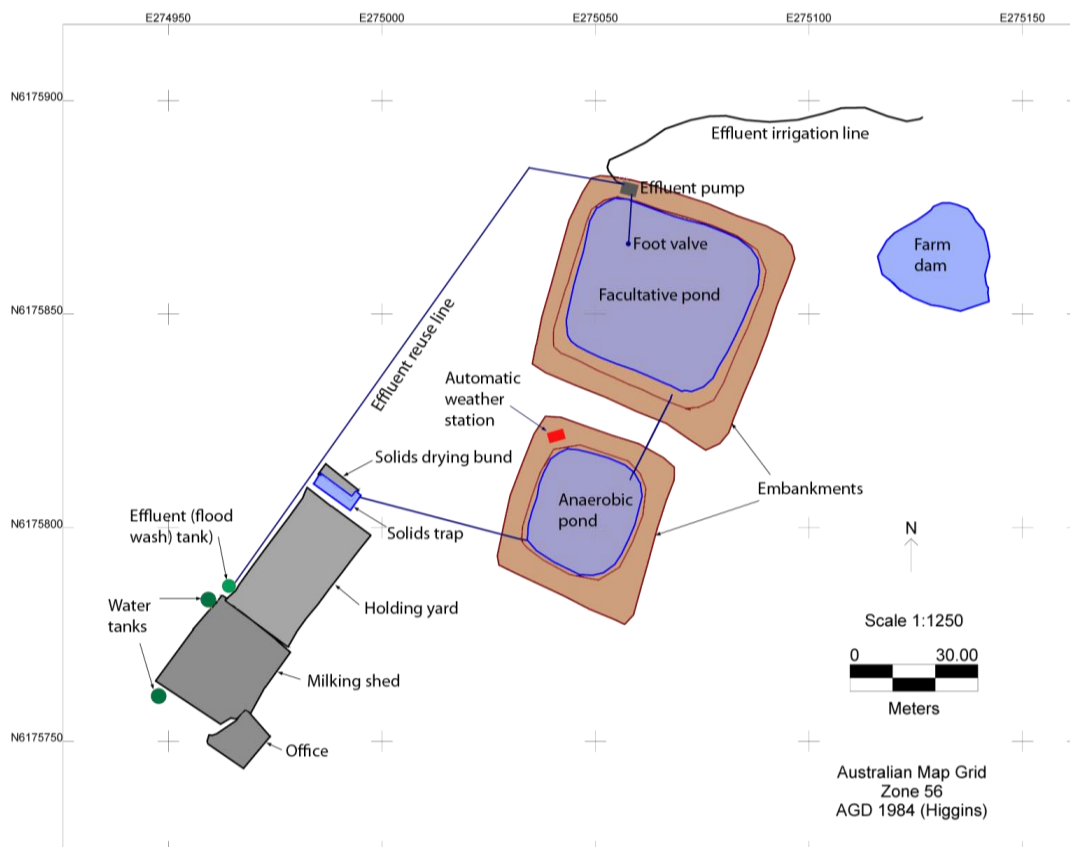 E274950
E275000
E275050
E275100
E275150
N6175900
Effluent irrigation line
Effluent pump
Foot valve
Farm
dam
Facultative pond
N6175850
Effluent reuse line
Automatic
weather
station
Solids drying bund
Embankments
Anaerobic
pond
Effluent (flood
wash) tank)
N6175800
Solids trap
N
Water
tanks
Holding yard
Scale 1:1250
0 30.00
Meters
Milking shed
N6175750
Office
Australian Map Grid
Zone 56
AGD 1984 (Higgins)